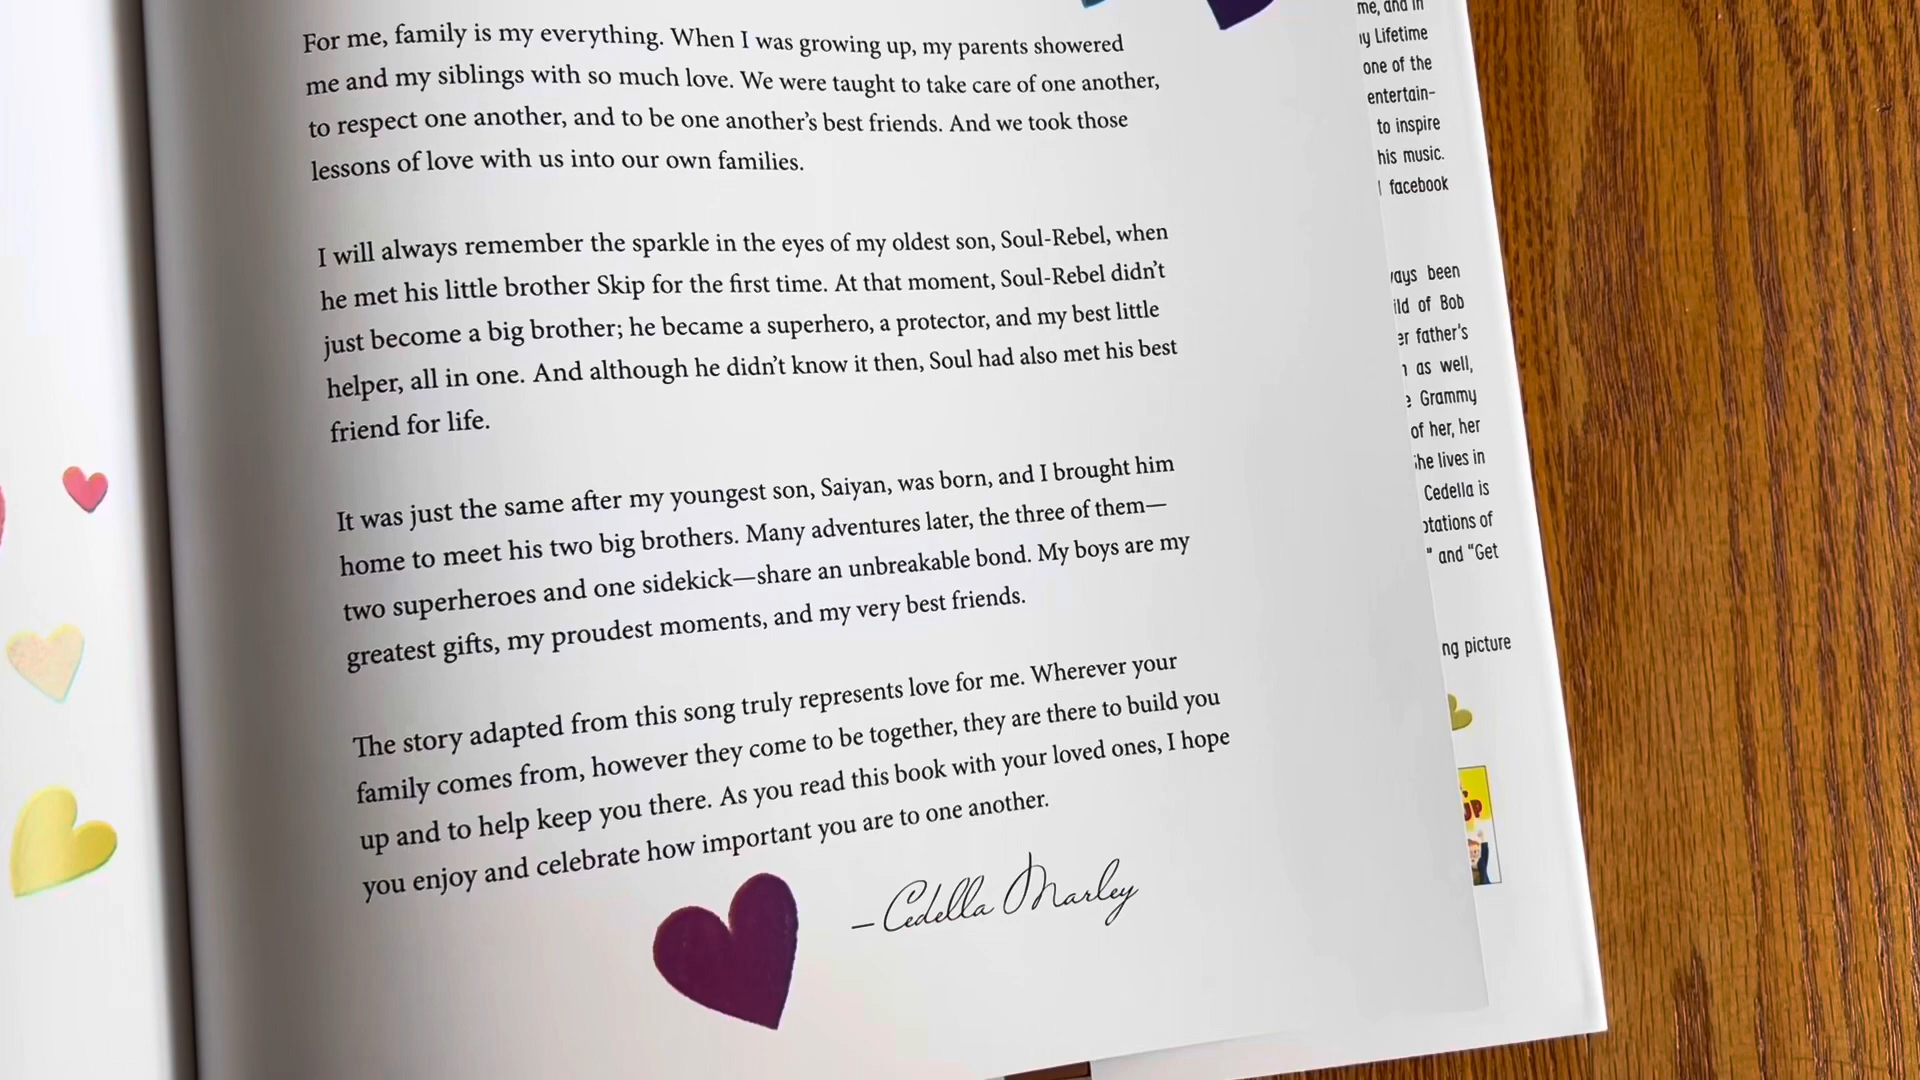 For me, family is my everything. When I was growing up, my parents showered
me and my siblings with so much love. We were taught to take care of one another,
to respect one another, and to be one another's best friends. And we took those
lessons of love with us into our own families.
I will always remember the sparkle in the eyes of my oldest son, Soul-Rebel, when
he met his little brother Skip for the first time. At that moment, Soul-Rebel didn't
just become a big brother; he became a superhero, a protector, and my best little
helper, all in one. And although he didn't know it then, Soul had also met his best
friend for life.
It was just the same after my youngest son, Saiyan, was born, and I brought him
home to meet his two big brothers. Many adventures later, the three of them—
two superheroes and one sidekick—share an unbreakable bond. My boys are my
greatest gifts, my proudest moments, and my very best friends.
The story adapted from this song truly represents love for me. Wherever your
family comes from, however they come to be together, they are there to build you
up and to help keep you there. As you read this book with your loved ones, I hope
you enjoy and celebrate how important you are to one another.
– Cedella Marley
me, and in
Lifetime
one of the
entertain-
to inspire
his music.
facebook
been
of Bob
father's
as well,
Grammy
of her, her
lives in
Cedella is
of
" and "Get
picture